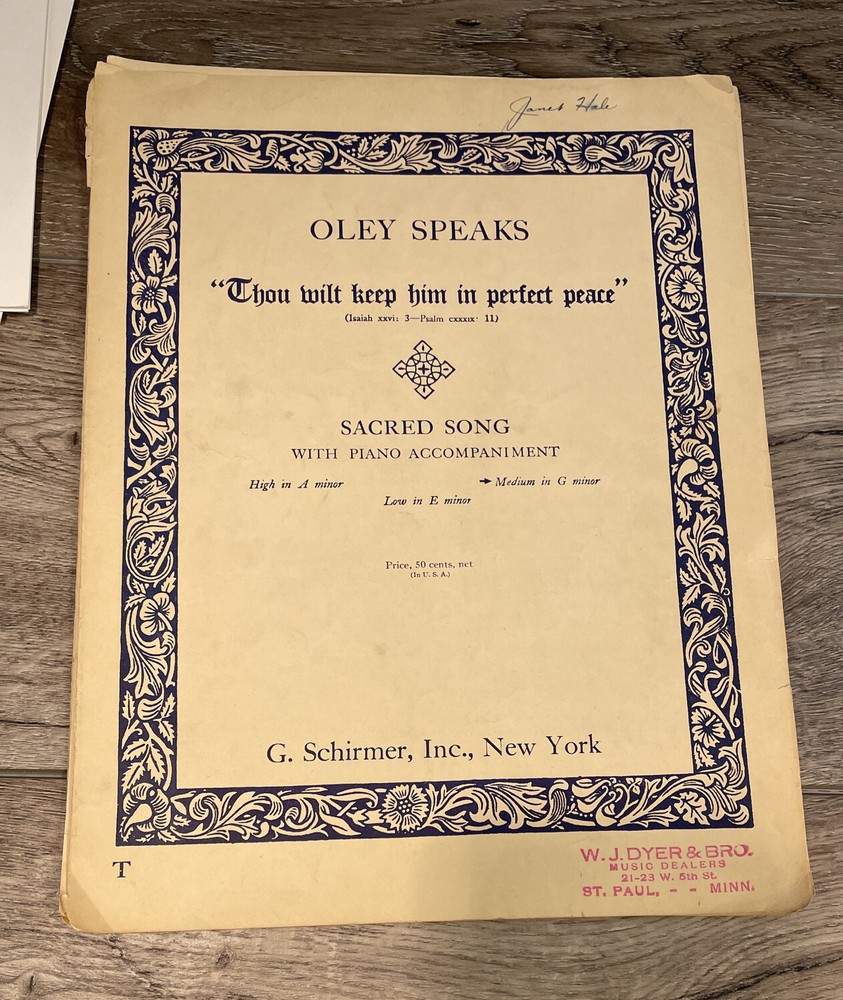 Janet Hale
OLEY SPEAKS
“Thou wilt keep him in perfect peace”
(Isaiah xxvi: 3—Psalm cxxxix· 11)
SACRED SONG
WITH PIANO ACCOMPANIMENT
High in A minor → Medium in G minor
Low in E minor
Price, 50 cents, net
(In U. S. A.)
G. Schirmer, Inc., New York
T
W. J. DYER & BRO.
MUSIC DEALERS
21-23 W. 5th St.
ST. PAUL, - - MINN.